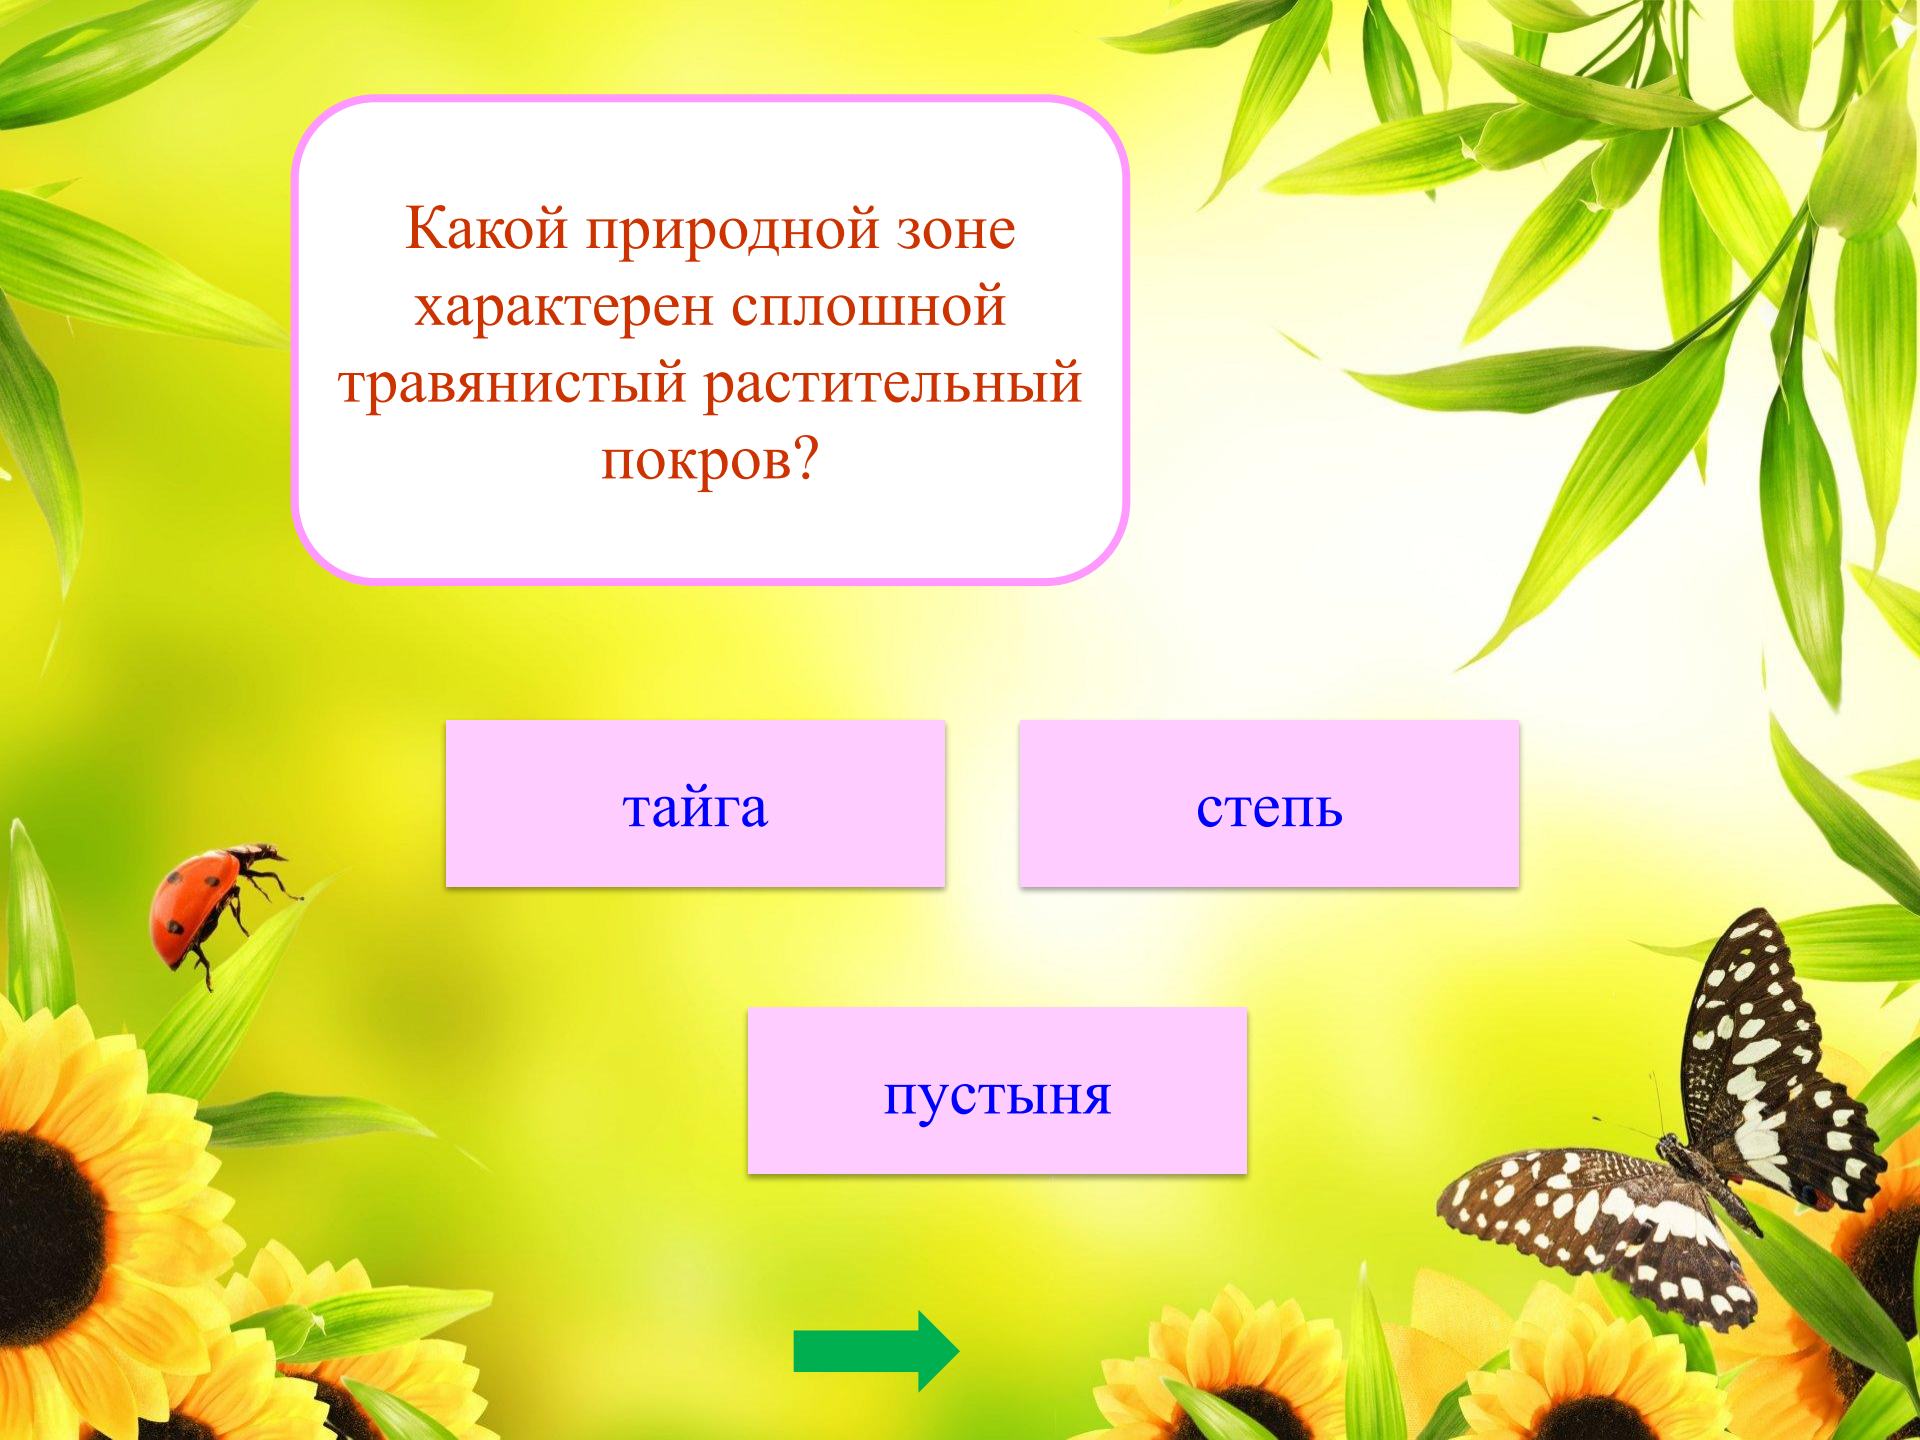 Какой природной зоне
характерен сплошной
травянистый растительный
покров?
тайга
степь
пустыня